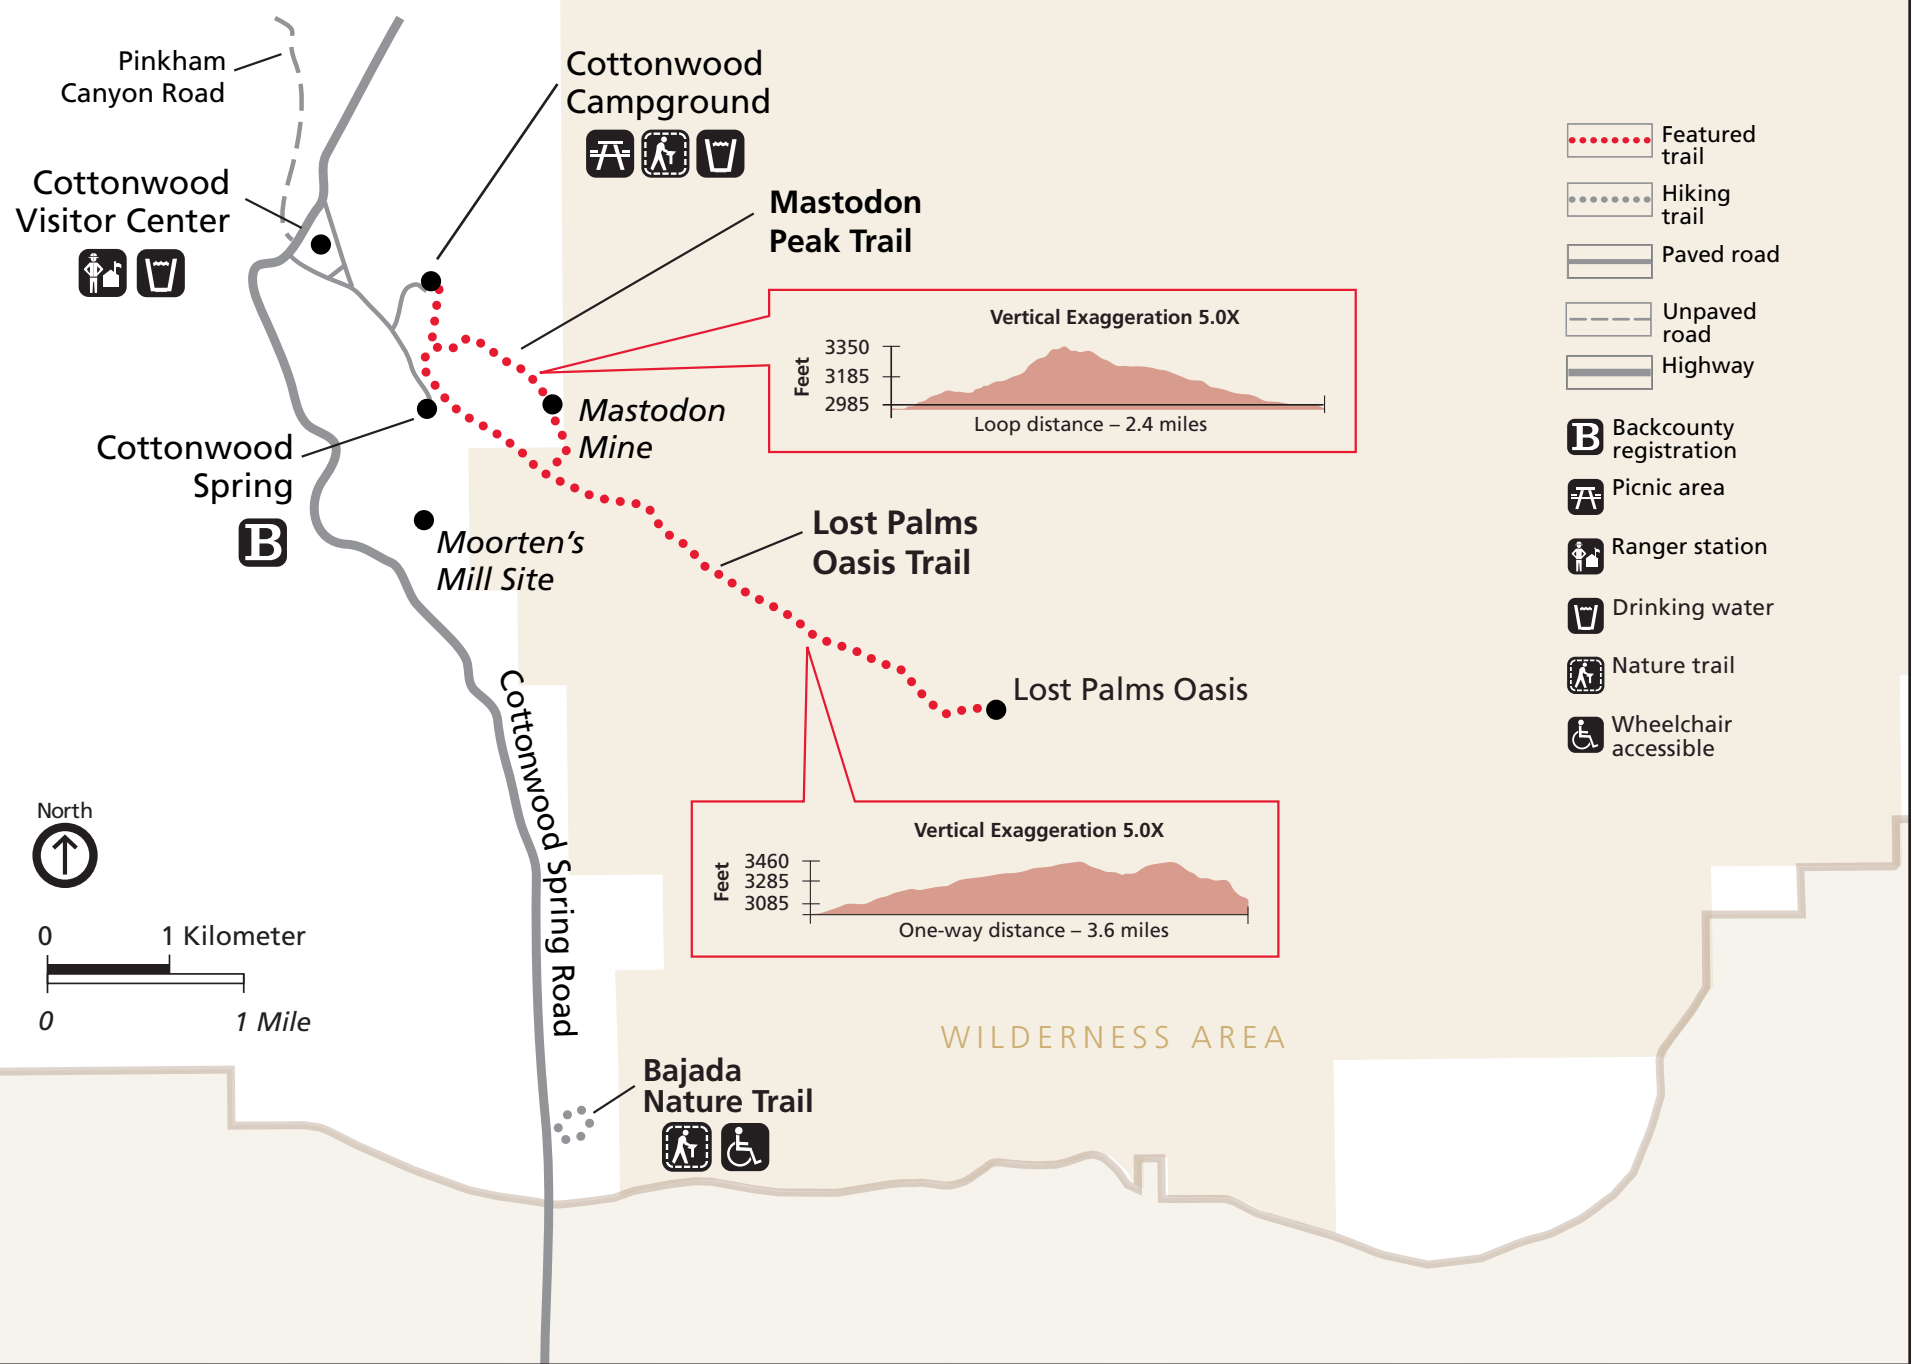 Pinkham
Canyon Road
Cottonwood
Campground
Cottonwood
Visitor Center
Mastodon
Peak Trail
Vertical Exaggeration 5.0X
Feet
3350
3185
2985
Loop distance – 2.4 miles
Mastodon
Mine
Cottonwood
Spring
B
Moorten's
Mill Site
Lost Palms
Oasis Trail
Lost Palms Oasis
Cottonwood Spring Road
Vertical Exaggeration 5.0X
Feet
3460
3285
3085
One-way distance – 3.6 miles
North
0 1 Kilometer
0 1 Mile
WILDERNESS AREA
Bajada
Nature Trail
Featured
trail
Hiking
trail
Paved road
Unpaved
road
Highway
B
Backcounty
registration
Picnic area
Ranger station
Drinking water
Nature trail
Wheelchair
accessible